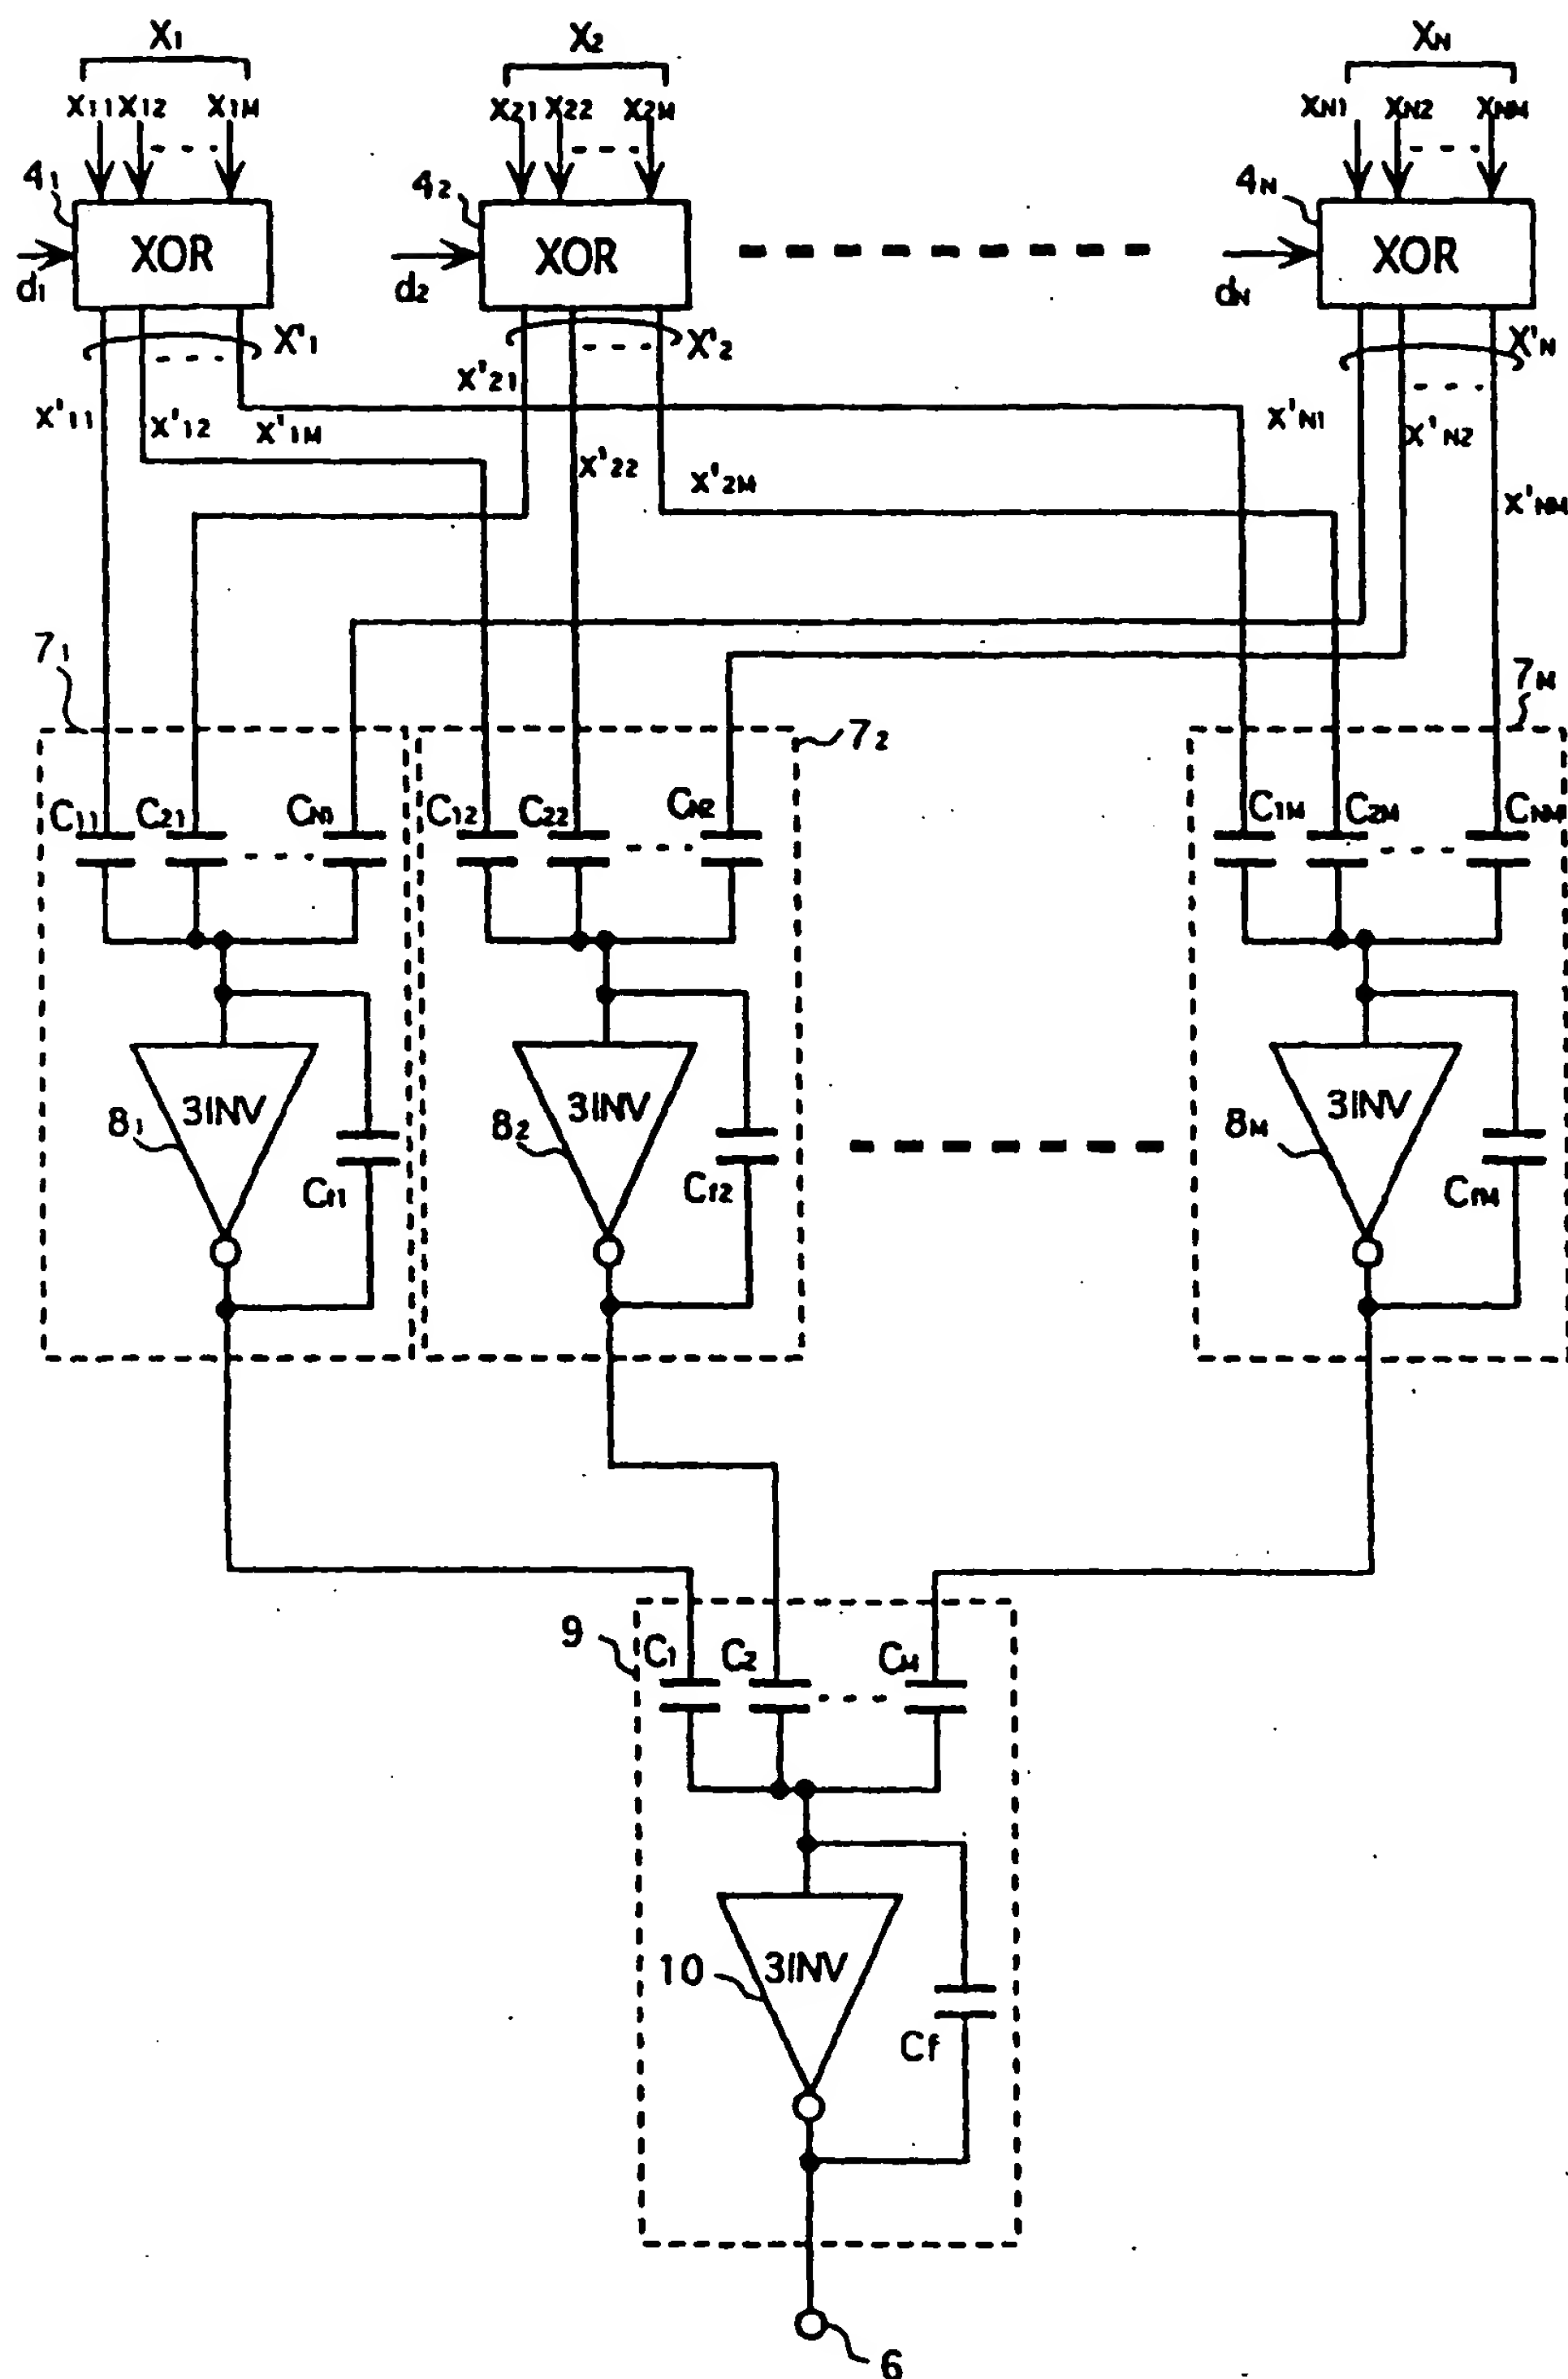 X1 X2 XN
x11 x12 x1M x21 x22 x2M xN1 xN2 xNM
41 42 4N
XOR XOR XOR
d1 d2 dN
X'1 X'2 X'N
x'11 x'12 x'1M x'21 x'22 x'2M x'N1 x'N2 x'NM
71 72 7M
C11 C21 CN1 C12 C22 CN2 C1M C2M CNM
3INV 3INV 3INV
81 82 8M
Cf1 Cf2 CfM
9 C1 C2 CM
10 3INV
Cf
6